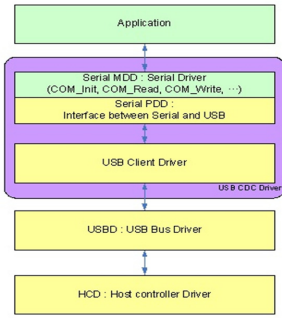 Application
Serial MDD : Serial Driver
(COM_Init, COM_Read, COM_Write, ···)
Serial PDD :
Interface between Serial and USB
USB Client Driver
USB CDC Driver
USBD : USB Bus Driver
HCD : Host controller Driver